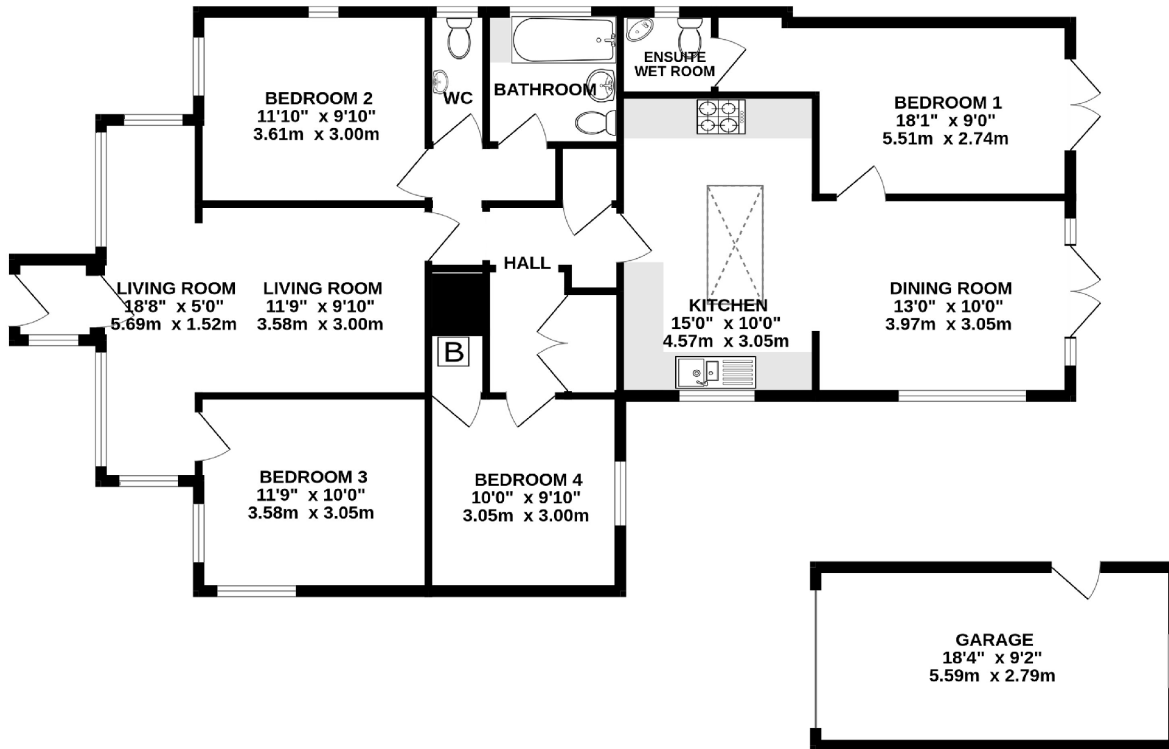 BEDROOM 2
11'10" x 9'10"
3.61m x 3.00m
WC
BATHROOM
ENSUITE
WET ROOM
BEDROOM 1
18'1" x 9'0"
5.51m x 2.74m
HALL
LIVING ROOM
18'8" x 5'0"
5.69m x 1.52m
LIVING ROOM
11'9" x 9'10"
3.58m x 3.00m
KITCHEN
15'0" x 10'0"
4.57m x 3.05m
DINING ROOM
13'0" x 10'0"
3.97m x 3.05m
B
BEDROOM 3
11'9" x 10'0"
3.58m x 3.05m
BEDROOM 4
10'0" x 9'10"
3.05m x 3.00m
GARAGE
18'4" x 9'2"
5.59m x 2.79m